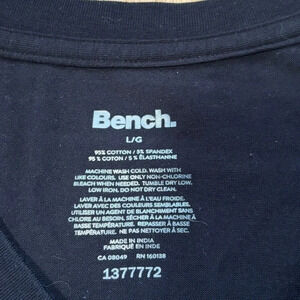 Bench.
L/G
95% COTTON / 5% SPANDEX
95 % COTON / 5 % ÉLASTHANNE
MACHINE WASH COLD. WASH WITH
LIKE COLOURS. USE ONLY NON-CHLORINE
BLEACH WHEN NEEDED. TUMBLE DRY LOW.
LOW IRON. DO NOT DRY CLEAN.
LAVER À LA MACHINE À L'EAU FROIDE.
LAVER AVEC DES COULEURS SEMBLABLES.
UTILISER UN AGENT DE BLANCHIMENT SANS
CHLORE AU BESOIN. SÉCHER À LA MACHINE À
BASSE TEMPÉRATURE. REPASSER À BASSE
TEMPÉRATURE. NE PAS NETTOYER À SEC.
MADE IN INDIA
FABRIQUÉ EN INDE
CA 08049 RN 160138
1377772